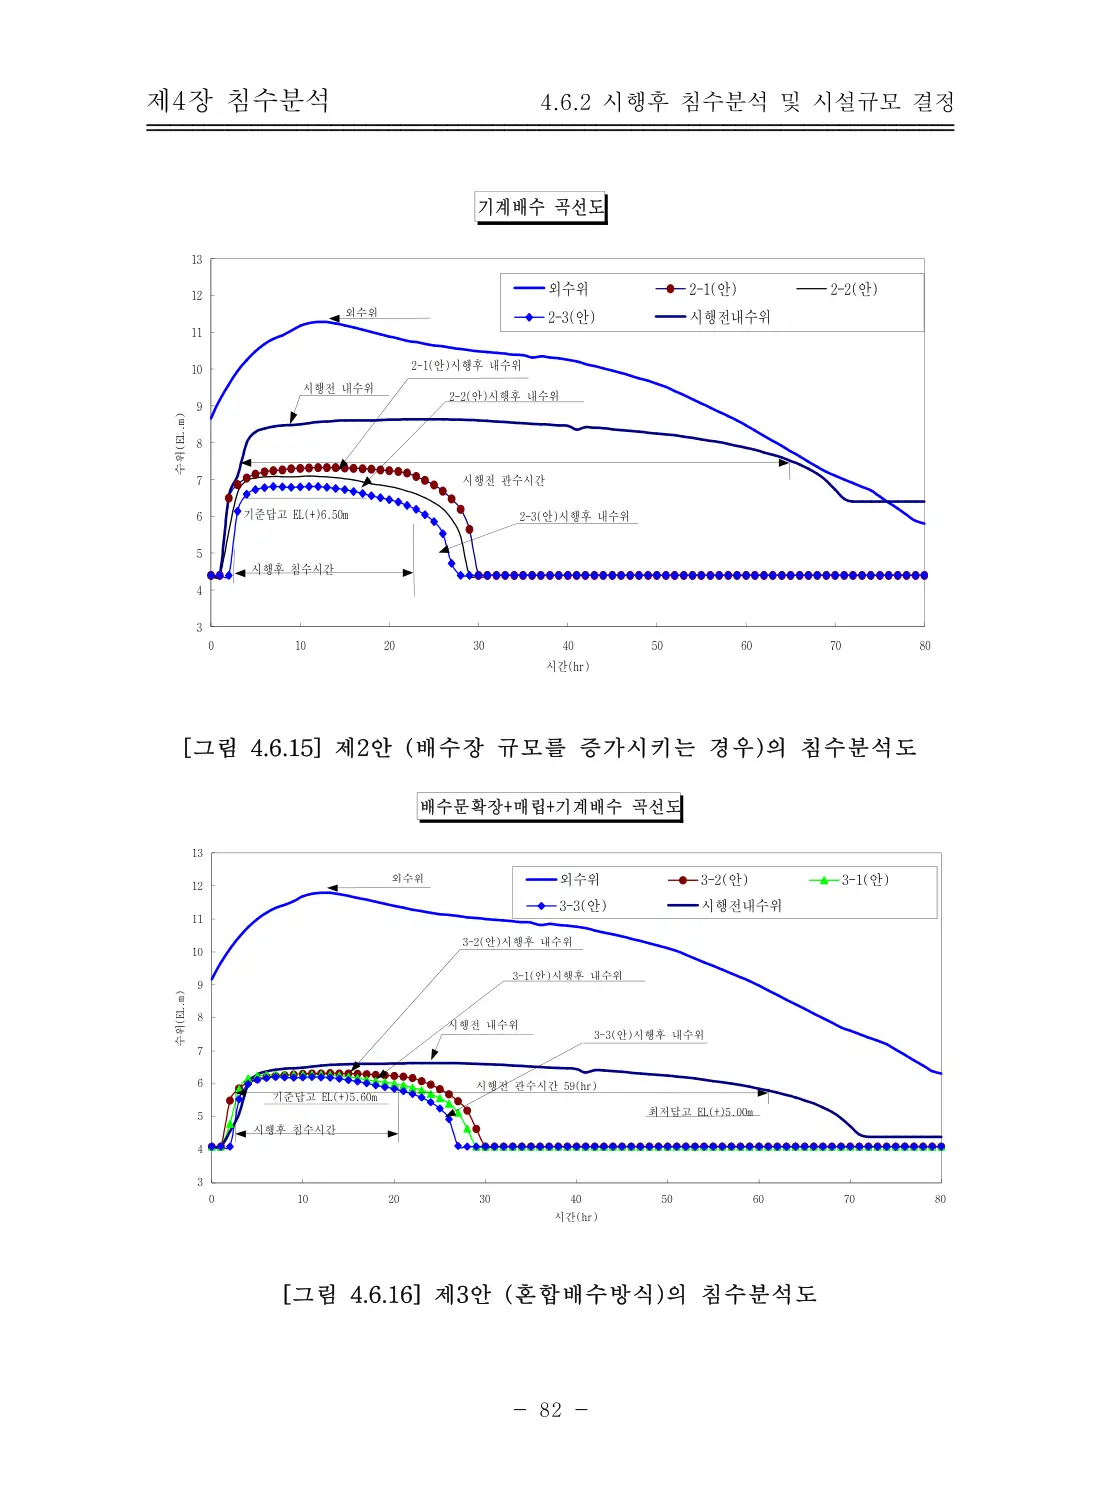 제4장 침수분석
4.6.2 시행후 침수분석 및 시설규모 결정
기계배수 곡선도
13
12
11
10
9
8
7
6
5
4
3
수위(EL.m)
외수위
2-1(안)
2-2(안)
2-3(안)
시행전내수위
외수위
2-1(안)시행후 내수위
시행전 내수위
2-2(안)시행후 내수위
시행전 관수시간
기준답고 EL(+)6.50m
2-3(안)시행후 내수위
시행후 침수시간
0 10 20 30 40 50 60 70 80
시간(hr)
[그림 4.6.15] 제2안 (배수장 규모를 증가시키는 경우)의 침수분석도
배수문확장+매립+기계배수 곡선도
13
12
11
10
9
8
7
6
5
4
3
수위(EL.m)
외수위
3-2(안)
3-1(안)
3-3(안)
시행전내수위
외수위
3-2(안)시행후 내수위
3-1(안)시행후 내수위
시행전 내수위
3-3(안)시행후 내수위
시행전 관수시간 59(hr)
기준답고 EL(+)5.60m
최저답고 EL(+)5.00m
시행후 침수시간
0 10 20 30 40 50 60 70 80
시간(hr)
[그림 4.6.16] 제3안 (혼합배수방식)의 침수분석도
- 82 -